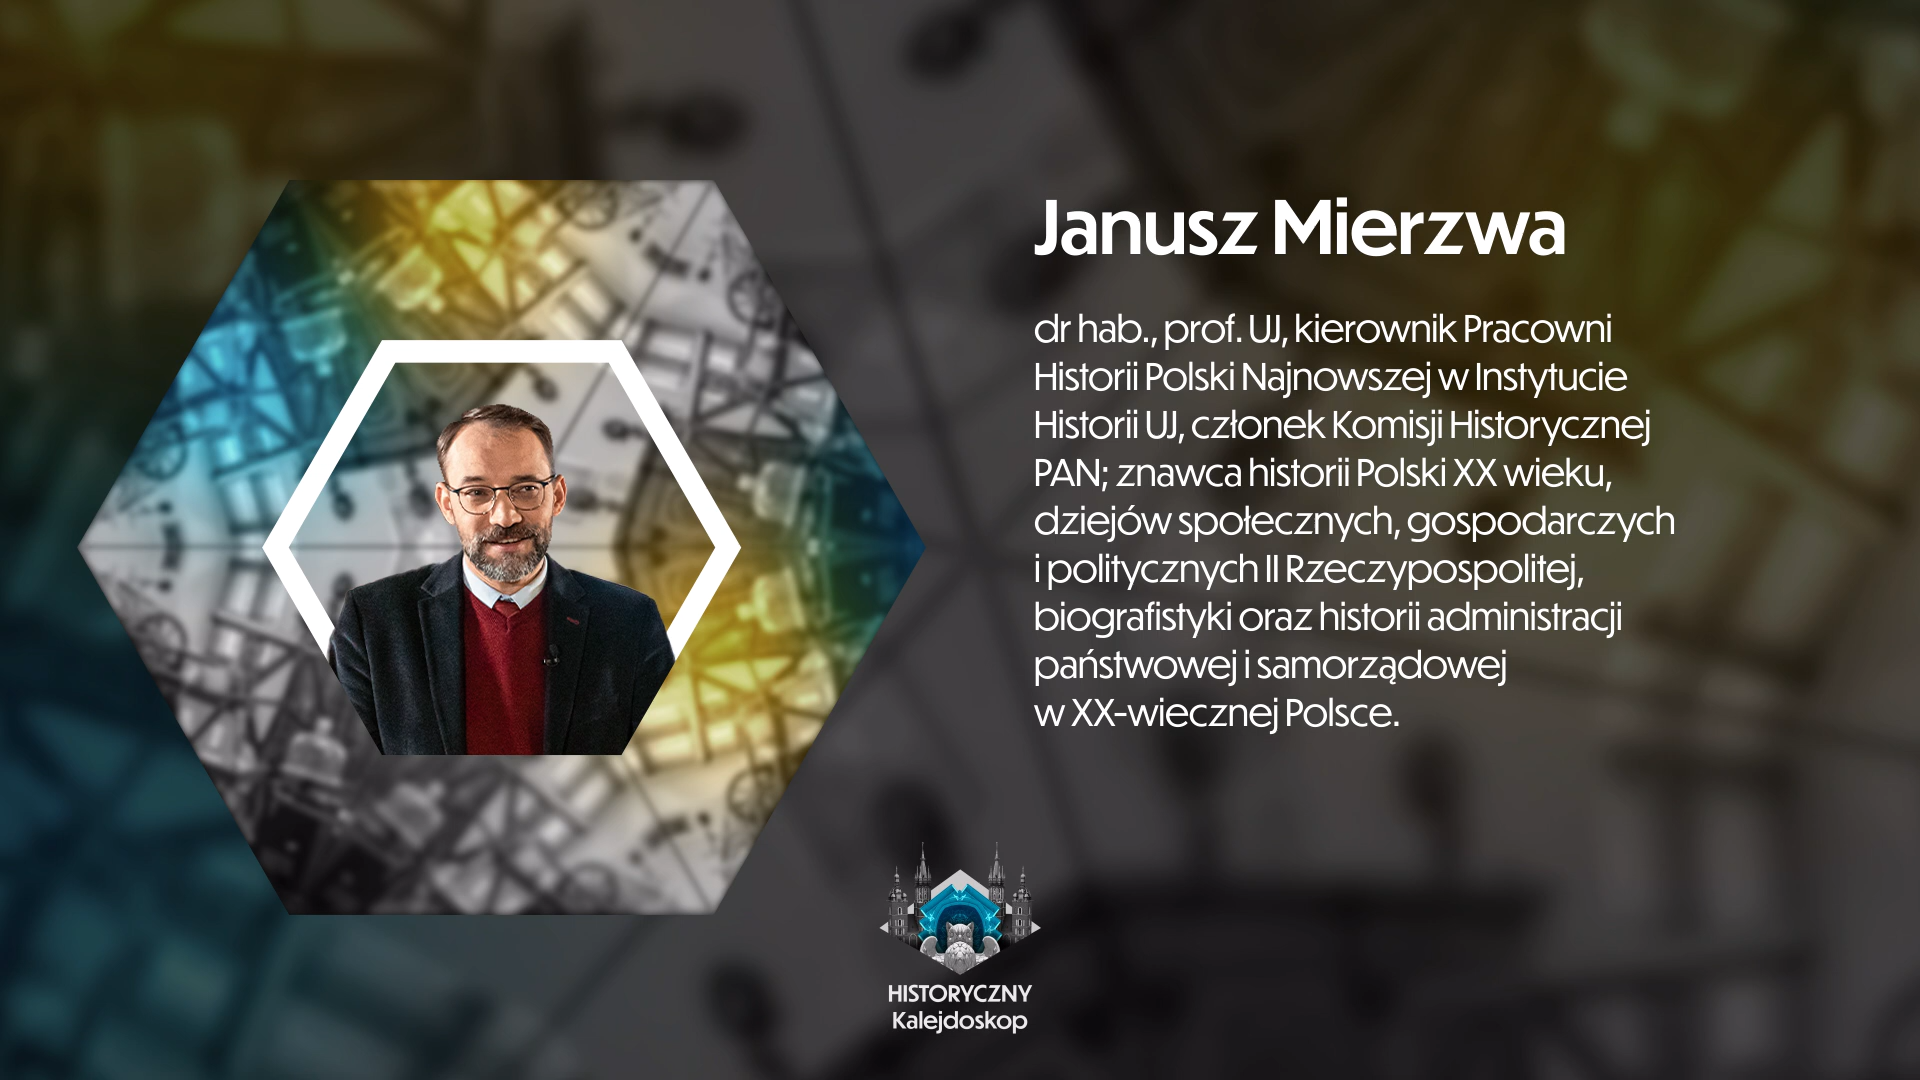 Janusz Mierzwa
dr hab., prof. UJ, kierownik Pracowni
Historii Polski Najnowszej w Instytucie
Historii UJ, członek Komisji Historycznej
PAN; znawca historii Polski XX wieku,
dziejów społecznych, gospodarczych
i politycznych II Rzeczypospolitej,
biografistyki oraz historii administracji
państwowej i samorządowej
w XX-wiecznej Polsce.
HISTORYCZNY
Kalejdoskop